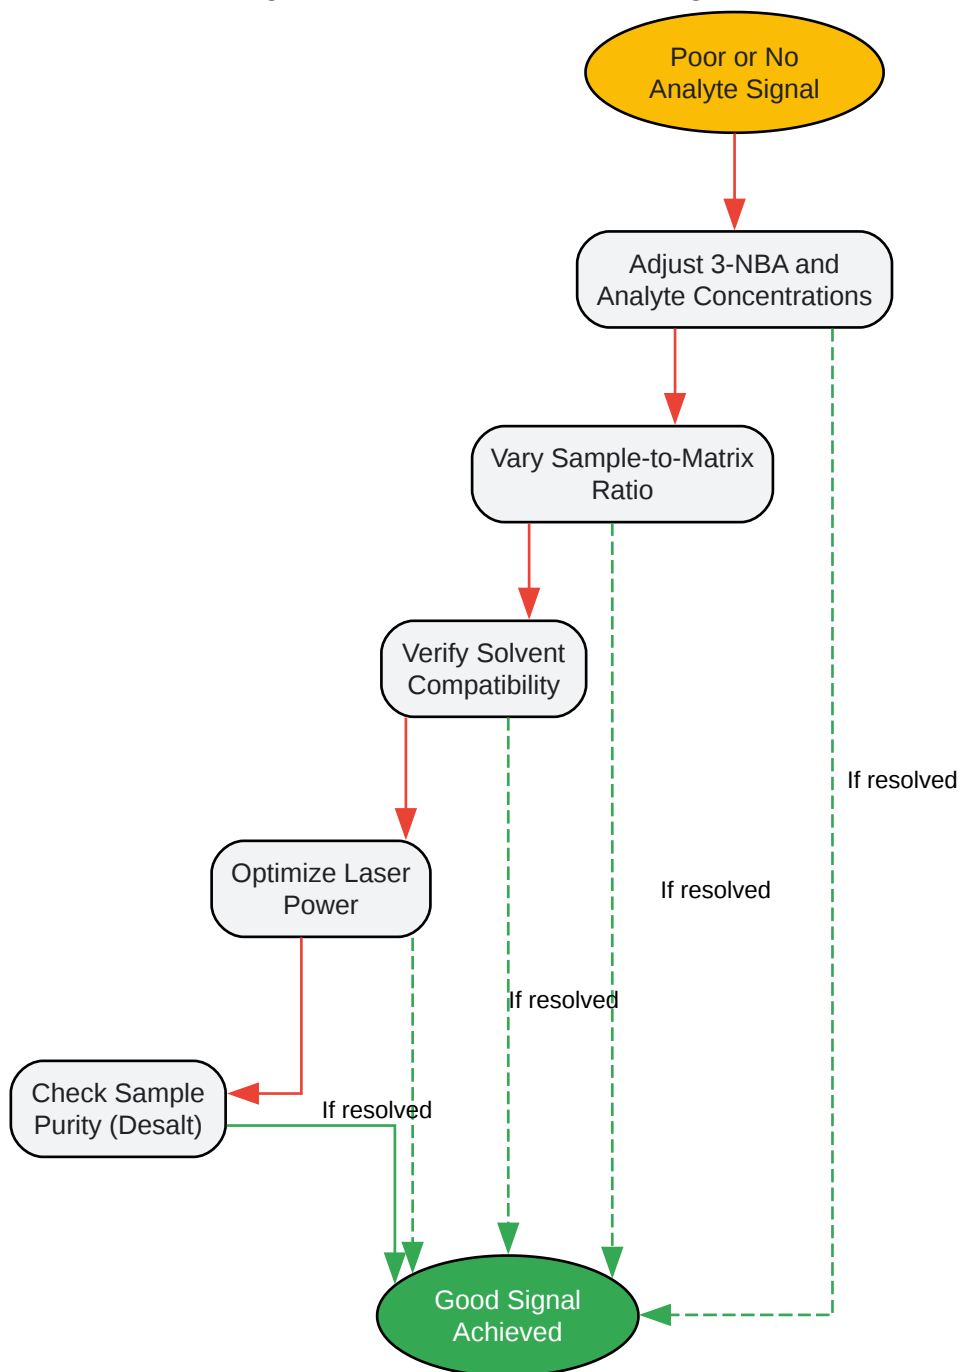 Poor or No
Analyte Signal
Adjust 3-NBA and
Analyte Concentrations
Vary Sample-to-Matrix
Ratio
Verify Solvent
Compatibility
If resolved
Optimize Laser
Power
If resolved
If resolved
Check Sample
Purity (Desalt)
If resolved
Good Signal
Achieved